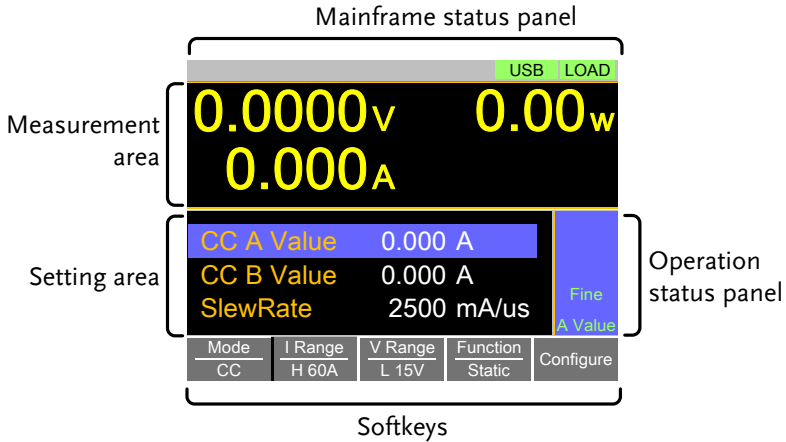 Mainframe status panel
USB LOAD
Measurement area
0.0000V 0.00W
0.000A
Setting area
CC A Value 0.000 A
CC B Value 0.000 A
SlewRate 2500 mA/us
Fine
A Value
Operation status panel
Mode I Range V Range Function Configure
CC H 60A L 15V Static
Softkeys